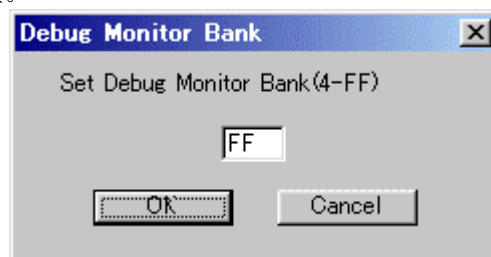 Debug Monitor Bank
Set Debug Monitor Bank(4-FF)
FF
OK
Cancel